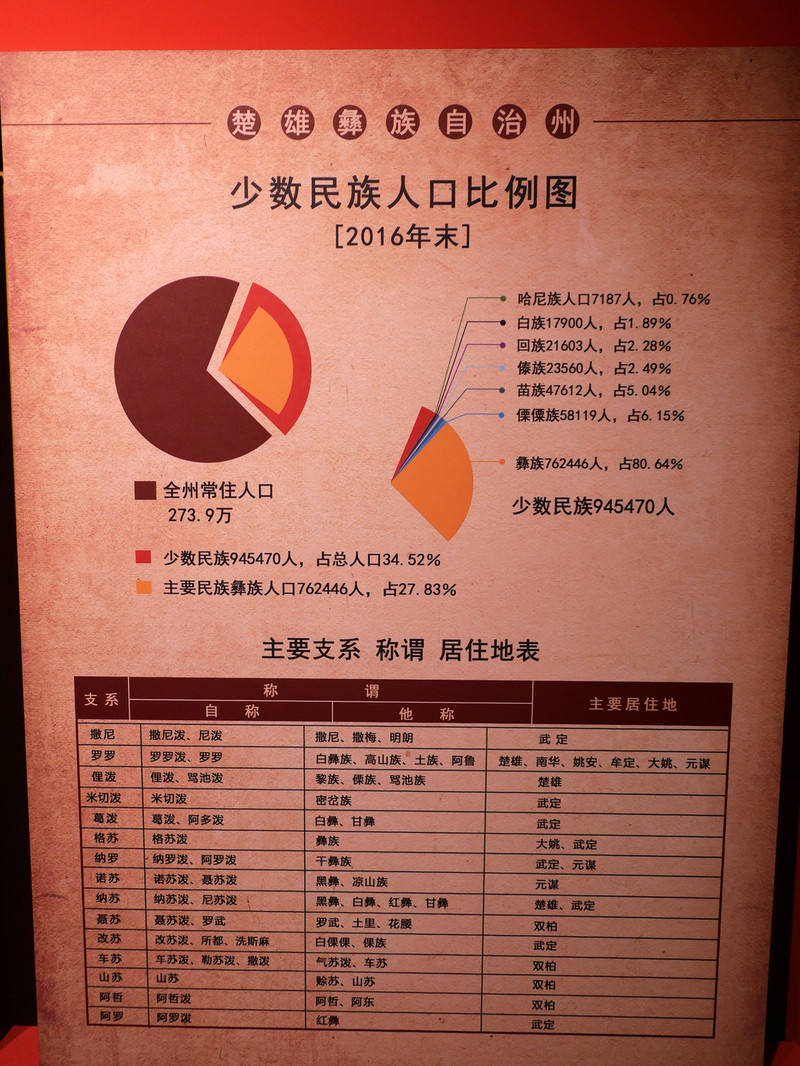 楚雄彝族自治州
少数民族人口比例图
[2016年末]
哈尼族人口7187人，占0.76%
白族17900人，占1.89%
回族21603人，占2.28%
傣族23560人，占2.49%
苗族47612人，占5.04%
傈僳族58119人，占6.15%
彝族762446人，占80.64%
少数民族945470人
全州常住人口
273.9万
少数民族945470人，占总人口34.52%
主要民族彝族人口762446人，占27.83%
主要支系 称谓 居住地表
支系 称谓 主要居住地
自称 他称
撒尼 撒尼泼、尼泼 撒尼、撒梅、明朗 武定
罗罗 罗罗泼、罗罗 白彝族、高山族、土族、阿鲁 楚雄、南华、姚安、牟定、大姚、元谋
俚泼 俚泼、骂池泼 黎族、傣族、骂池族 楚雄
米切泼 米切泼 密岔族 武定
葛泼 葛泼、阿多泼 白彝、甘彝 武定
格苏 格苏泼 彝族 大姚、武定
纳罗 纳罗泼、阿罗泼 干彝族 武定、元谋
诺苏 诺苏泼、聂苏泼 黑彝、凉山族 元谋
纳苏 纳苏泼、尼苏泼 黑彝、白彝、红彝、甘彝 楚雄、武定
聂苏 聂苏泼、罗武 罗武、土里、花腰 双柏
改苏 改苏泼、所都、洗斯麻 白倮倮、倮族 武定
车苏 车苏泼、勒苏泼、撒泼 气苏泼、车苏 双柏
山苏 山苏 赊苏、山苏 双柏
阿哲 阿哲泼 阿哲、阿东 双柏
阿罗 阿罗泼 红彝 武定